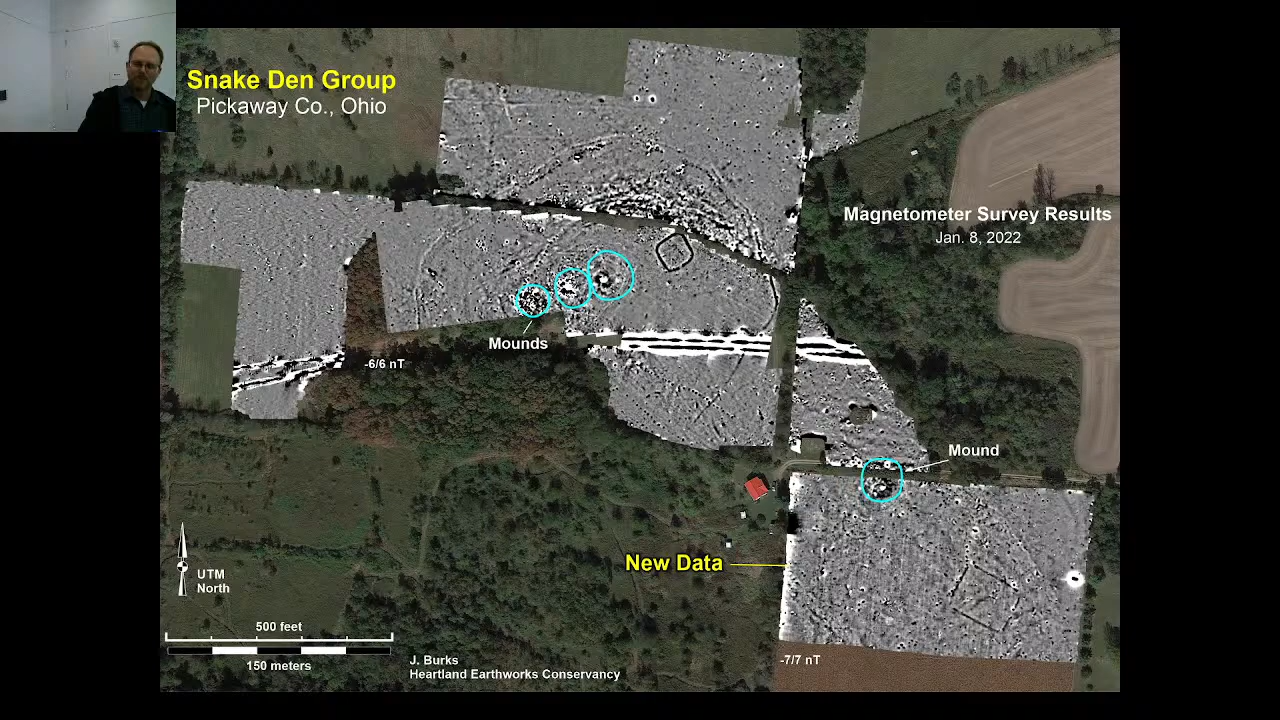 Snake Den Group
Pickaway Co., Ohio
Magnetometer Survey Results
Jan. 8, 2022
Mounds
-6/6 nT
Mound
New Data
UTM
North
500 feet
150 meters
J. Burks
Heartland Earthworks Conservancy
-7/7 nT